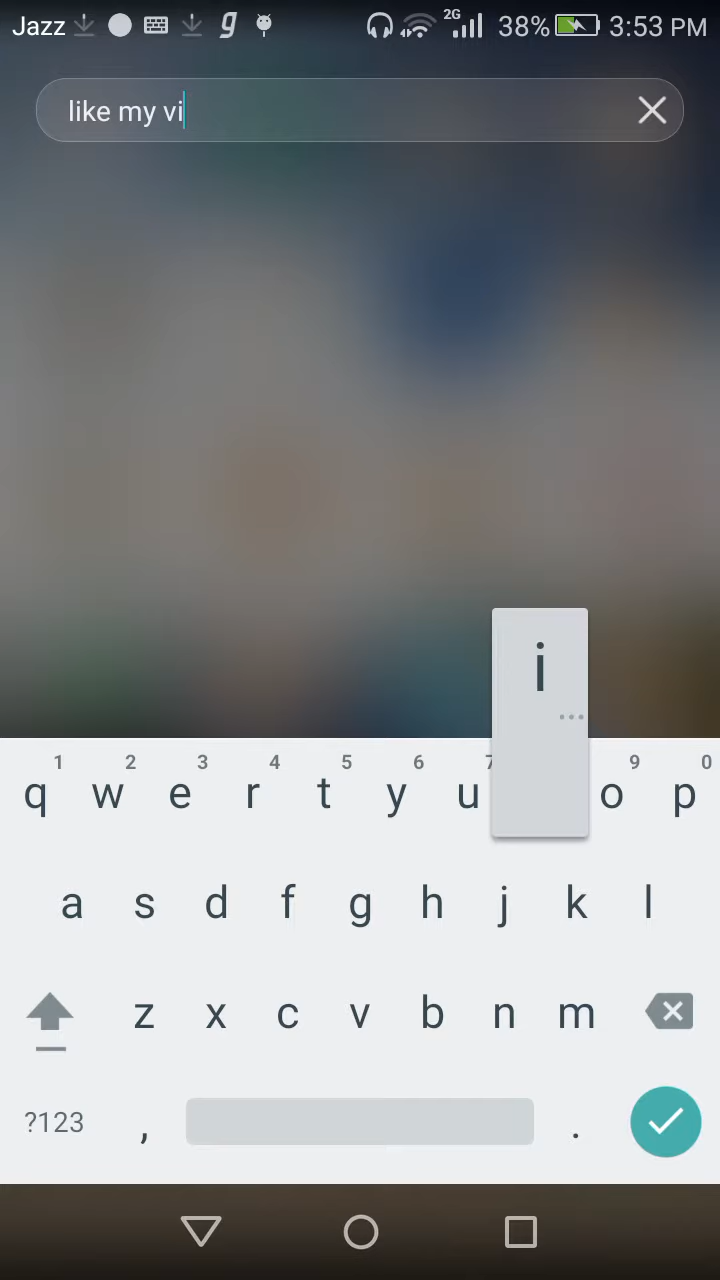 Jazz g 2G 38% 3:53 PM
like my vi
i
1 2 3 4 5 6 7 9 0
q w e r t y u o p
a s d f g h j k l
z x c v b n m
?123 , .